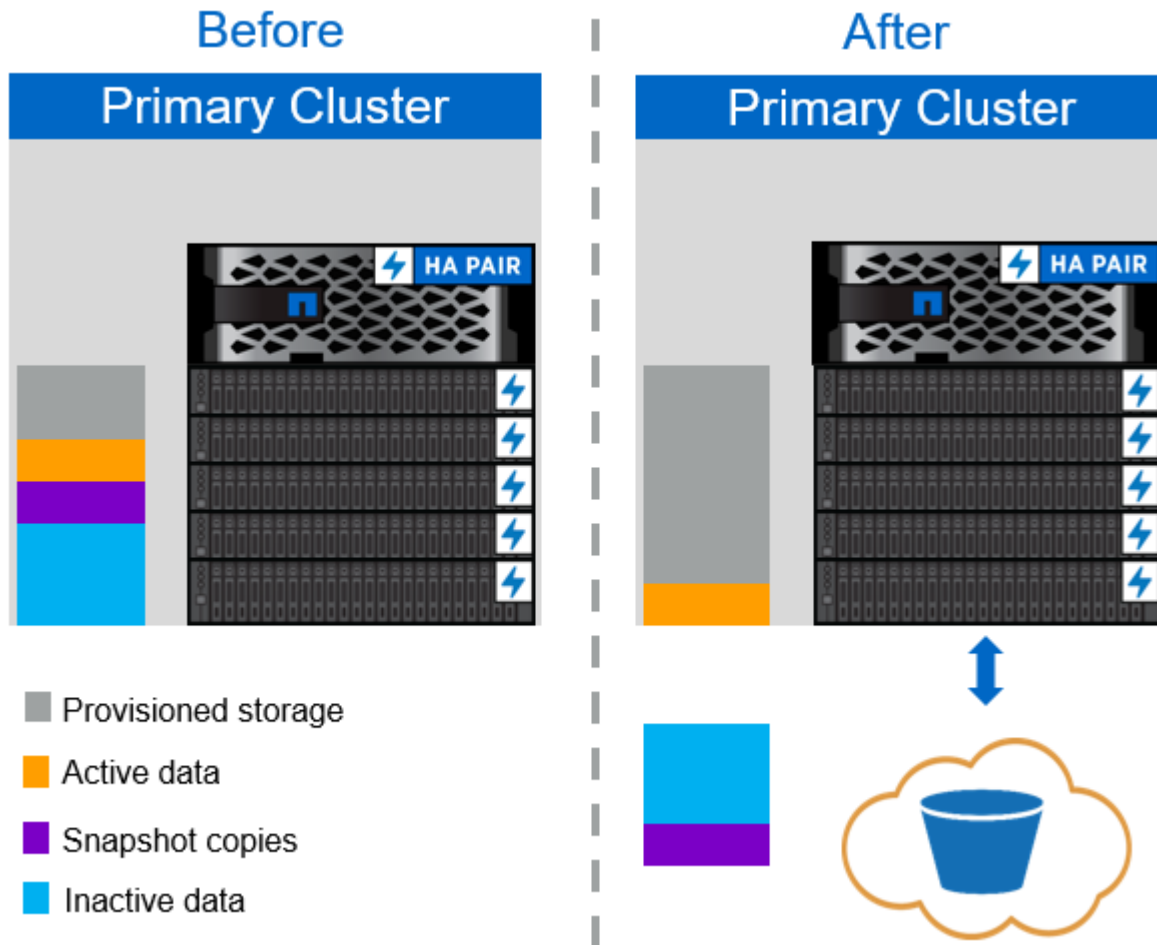 Before
After
Primary Cluster
Primary Cluster
HA PAIR
HA PAIR
Provisioned storage
Active data
Snapshot copies
Inactive data